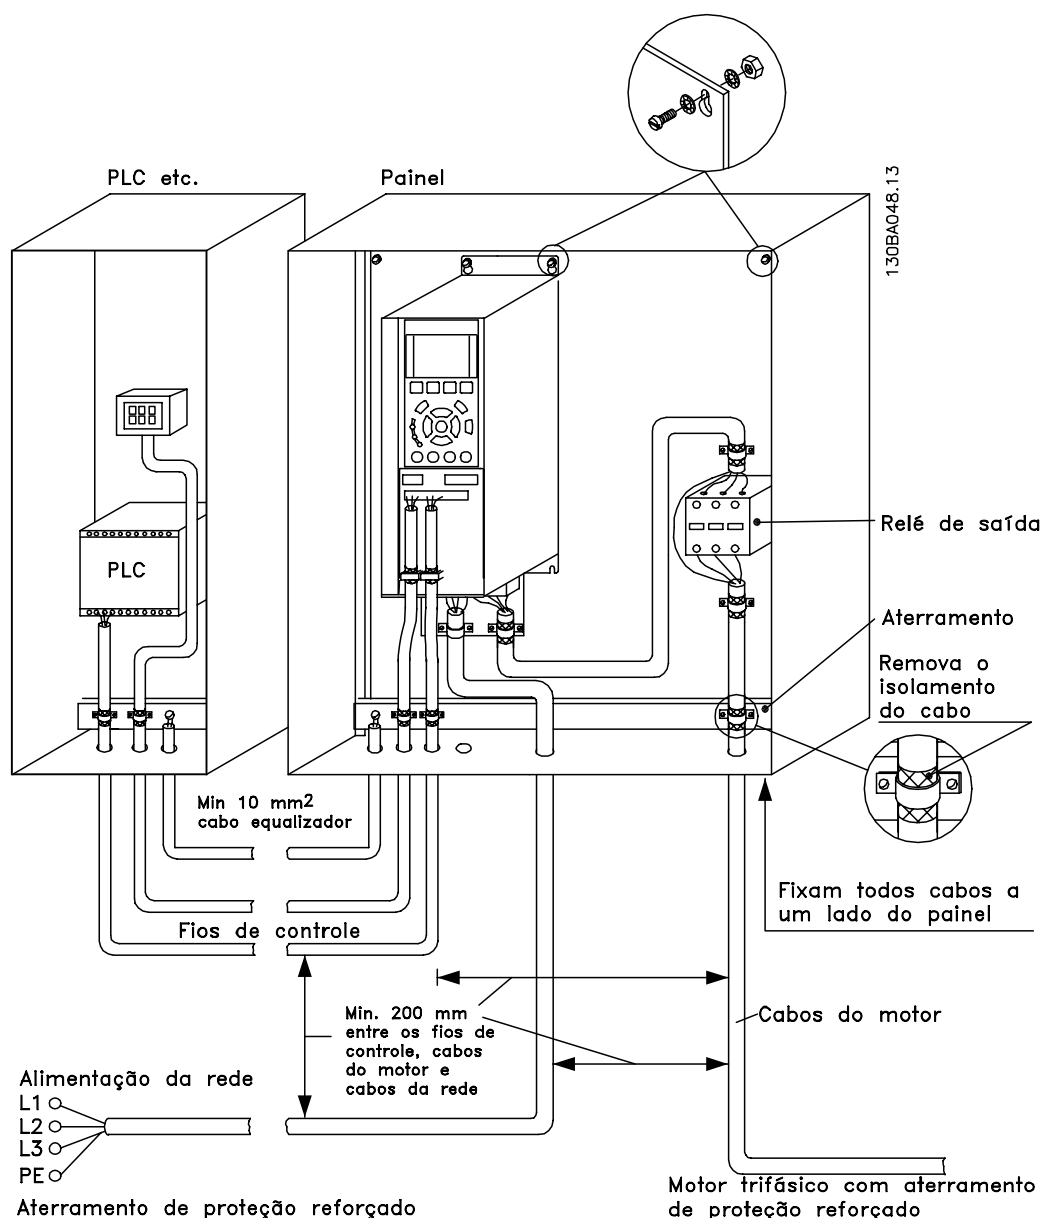 PLC etc.
Painel
130BA048.13
PLC
Relé de saída
Aterramento
Remova o
isolamento
do cabo
Min 10 mm2
cabo equalizador
Fixam todos cabos a
um lado do painel
Fios de controle
Min. 200 mm
entre os fios de
controle, cabos
do motor e
cabos da rede
Cabos do motor
Alimentação da rede
L1
L2
L3
PE
Aterramento de proteção reforçado
Motor trifásico com aterramento
de proteção reforçado